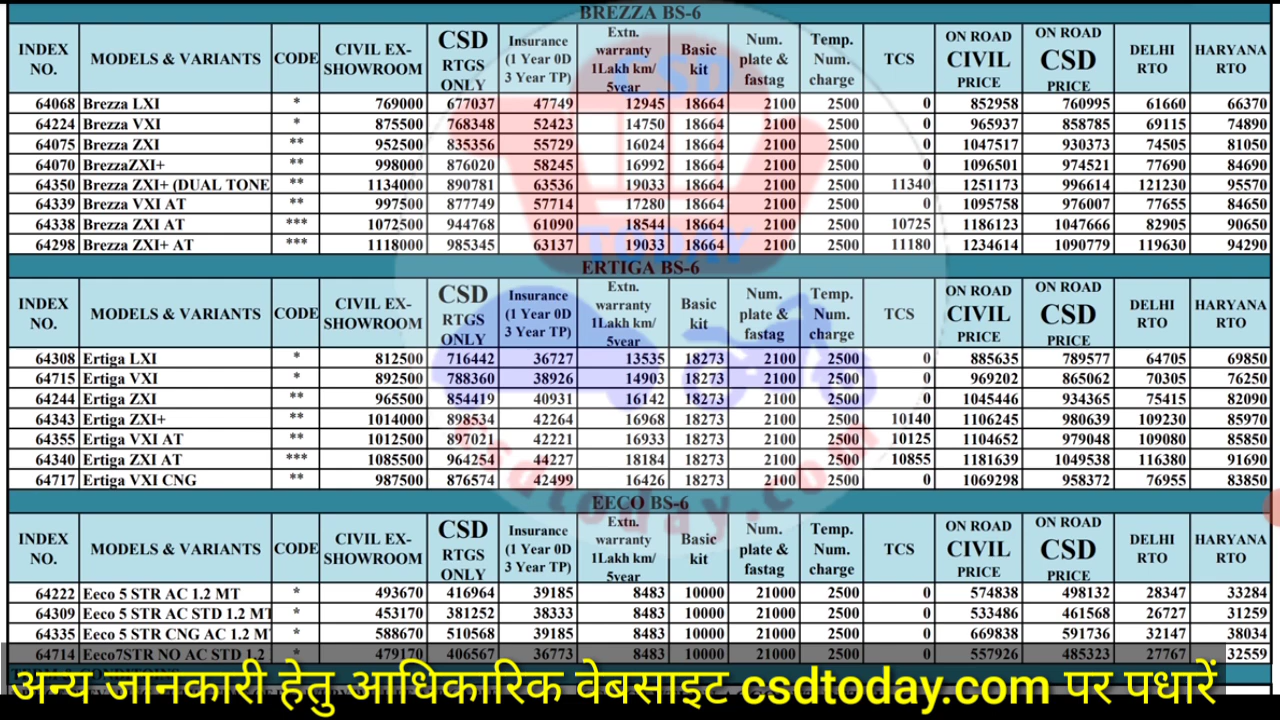 BREZZA BS-6
INDEX NO. MODELS & VARIANTS CODE CIVIL EX-SHOWROOM CSD RTGS ONLY Insurance (1 Year 0D 3 Year TP) Extn. warranty 1Lakh km/ 5year Basic kit Num. plate & fastag Temp. Num. charge TCS ON ROAD CIVIL PRICE ON ROAD CSD PRICE DELHI RTO HARYANA RTO
64068 Brezza LXI * 769000 677037 47749 12945 18664 2100 2500 0 852958 760995 61660 66370
64224 Brezza VXI * 875500 768348 52423 14750 18664 2100 2500 0 965937 858785 69115 74890
64075 Brezza ZXI ** 952500 835356 55729 16024 18664 2100 2500 0 1047517 930373 74505 81050
64070 BrezzaZXI+ ** 998000 876020 58245 16992 18664 2100 2500 0 1096501 974521 77690 84690
64350 Brezza ZXI+ (DUAL TONE ** 1134000 890781 63536 19033 18664 2100 2500 11340 1251173 996614 121230 95570
64339 Brezza VXI AT ** 997500 877749 57714 17280 18664 2100 2500 0 1095758 976007 77655 84650
64338 Brezza ZXI AT *** 1072500 944768 61090 18544 18664 2100 2500 10725 1186123 1047666 82905 90650
64298 Brezza ZXI+ AT *** 1118000 985345 63137 19033 18664 2100 2500 11180 1234614 1090779 119630 94290
ERTIGA BS-6
INDEX NO. MODELS & VARIANTS CODE CIVIL EX-SHOWROOM CSD RTGS ONLY Insurance (1 Year 0D 3 Year TP) Extn. warranty 1Lakh km/ 5year Basic kit Num. plate & fastag Temp. Num. charge TCS ON ROAD CIVIL PRICE ON ROAD CSD PRICE DELHI RTO HARYANA RTO
64308 Ertiga LXI * 812500 716442 36727 13535 18273 2100 2500 0 885635 789577 64705 69850
64715 Ertiga VXI * 892500 788360 38926 14903 18273 2100 2500 0 969202 865062 70305 76250
64244 Ertiga ZXI ** 965500 854419 40931 16142 18273 2100 2500 0 1045446 934365 75415 82090
64343 Ertiga ZXI+ ** 1014000 898534 42264 16968 18273 2100 2500 10140 1106245 980639 109230 85970
64355 Ertiga VXI AT ** 1012500 897021 42221 16933 18273 2100 2500 10125 1104652 979048 109080 85850
64340 Ertiga ZXI AT *** 1085500 964254 44227 18184 18273 2100 2500 10855 1181639 1049538 116380 91690
64717 Ertiga VXI CNG ** 987500 876574 42499 16426 18273 2100 2500 0 1069298 958372 76955 83850
EECO BS-6
INDEX NO. MODELS & VARIANTS CODE CIVIL EX-SHOWROOM CSD RTGS ONLY Insurance (1 Year 0D 3 Year TP) Extn. warranty 1Lakh km/ 5year Basic kit Num. plate & fastag Temp. Num. charge TCS ON ROAD CIVIL PRICE ON ROAD CSD PRICE DELHI RTO HARYANA RTO
64222 Eeco 5 STR AC 1.2 MT * 493670 416964 39185 8483 10000 21000 2500 0 574838 498132 28347 33284
64309 Eeco 5 STR AC STD 1.2 MT * 453170 381252 38333 8483 10000 21000 2500 0 533486 461568 26727 31259
64335 Eeco 5 STR CNG AC 1.2 MT * 588670 510568 39185 8483 10000 21000 2500 0 669838 591736 32147 38034
64714 Eeco7STR NO AC STD 1.2 * 479170 406567 36773 8483 10000 21000 2500 0 557926 485323 27767 32559
CSD
TODAY
csdtoday.com
अन्य जानकारी हेतु आधिकारिक वेबसाइट csdtoday.com पर पधारें